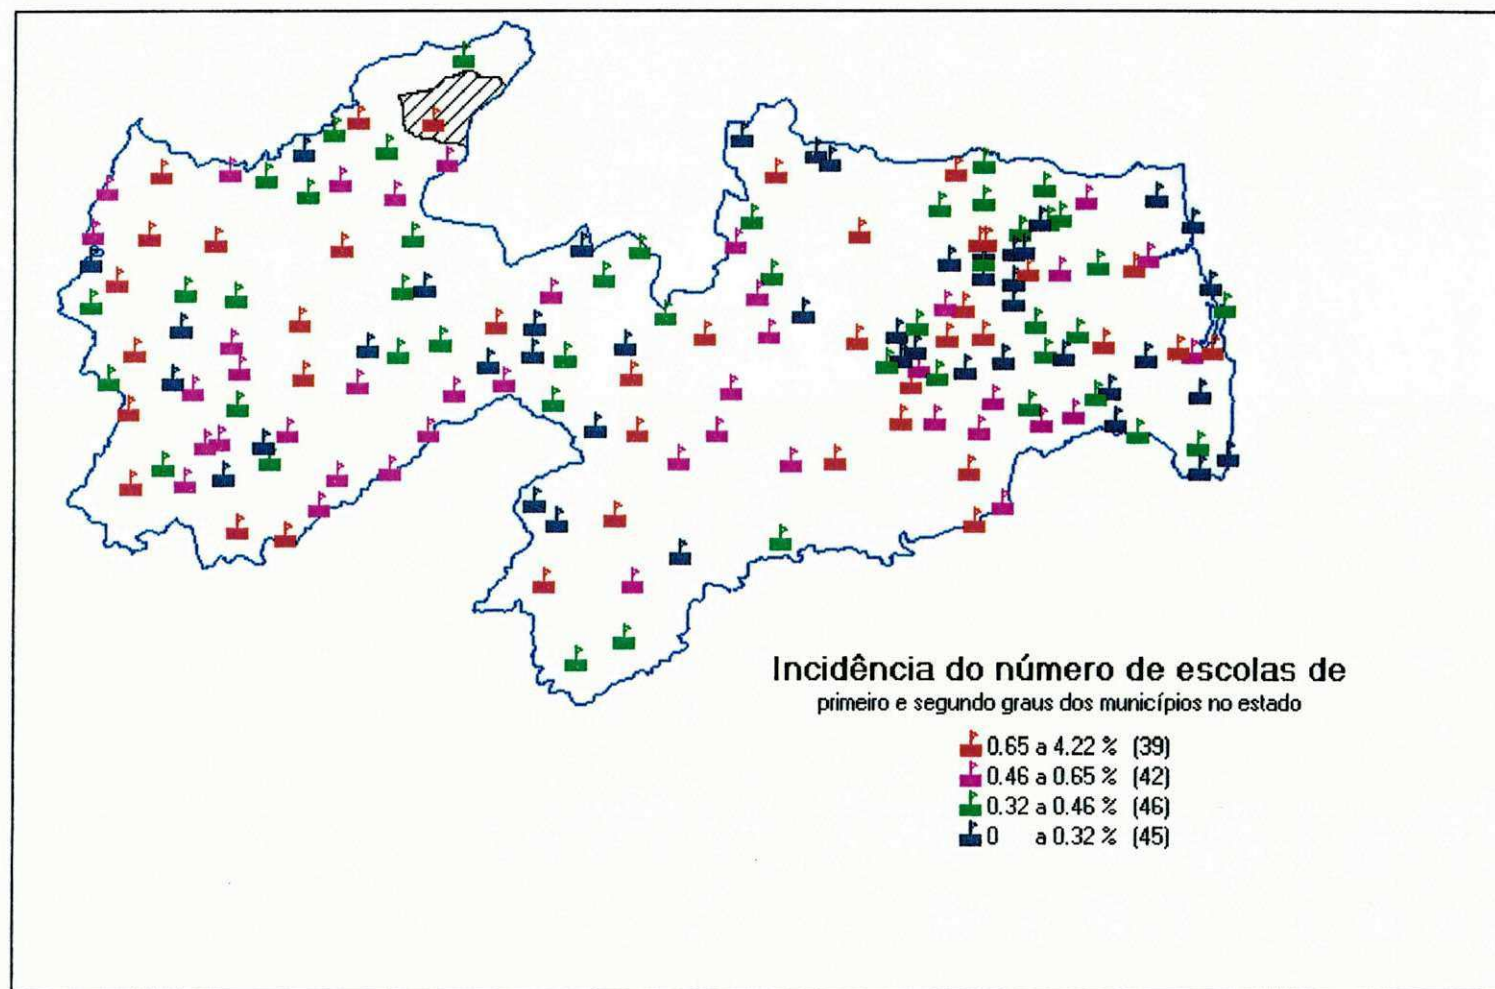 Incidência do número de escolas de
primeiro e segundo graus dos municípios no estado
0.65 a 4.22 % (39)
0.46 a 0.65 % (42)
0.32 a 0.46 % (46)
0 a 0.32 % (45)